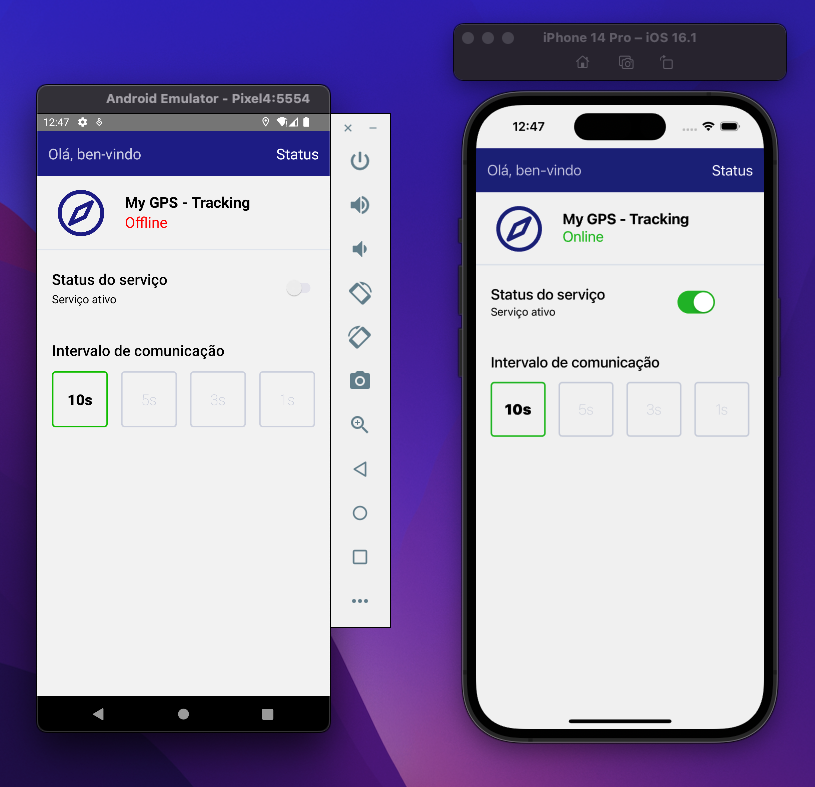 Android Emulator - Pixel4:5554
12:47
Olá, ben-vindo
Status
My GPS - Tracking
Offline
Status do serviço
Serviço ativo
Intervalo de comunicação
10s
5s
3s
1s
iPhone 14 Pro – iOS 16.1
12:47
Olá, ben-vindo
Status
My GPS - Tracking
Online
Status do serviço
Serviço ativo
Intervalo de comunicação
10s
5s
3s
1s